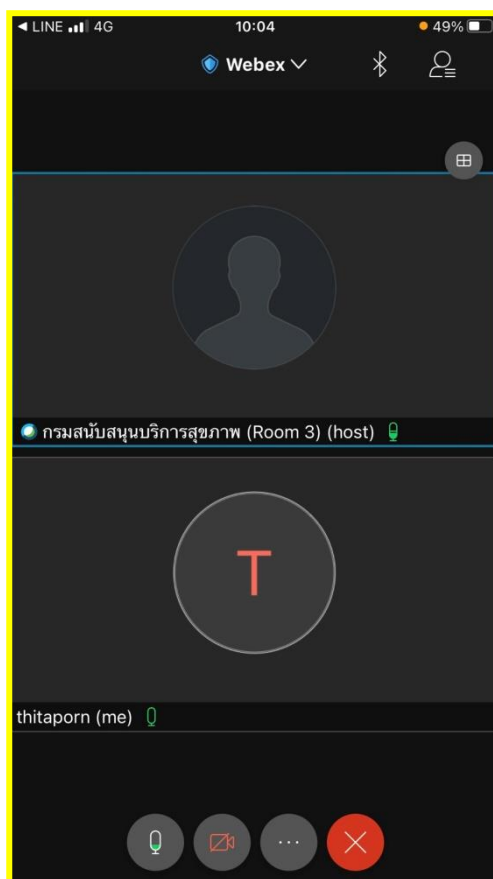 LINE 4G 10:04 49%
Webex
กรมสนับสนุนบริการสุขภาพ (Room 3) (host)
T
thitaporn (me)